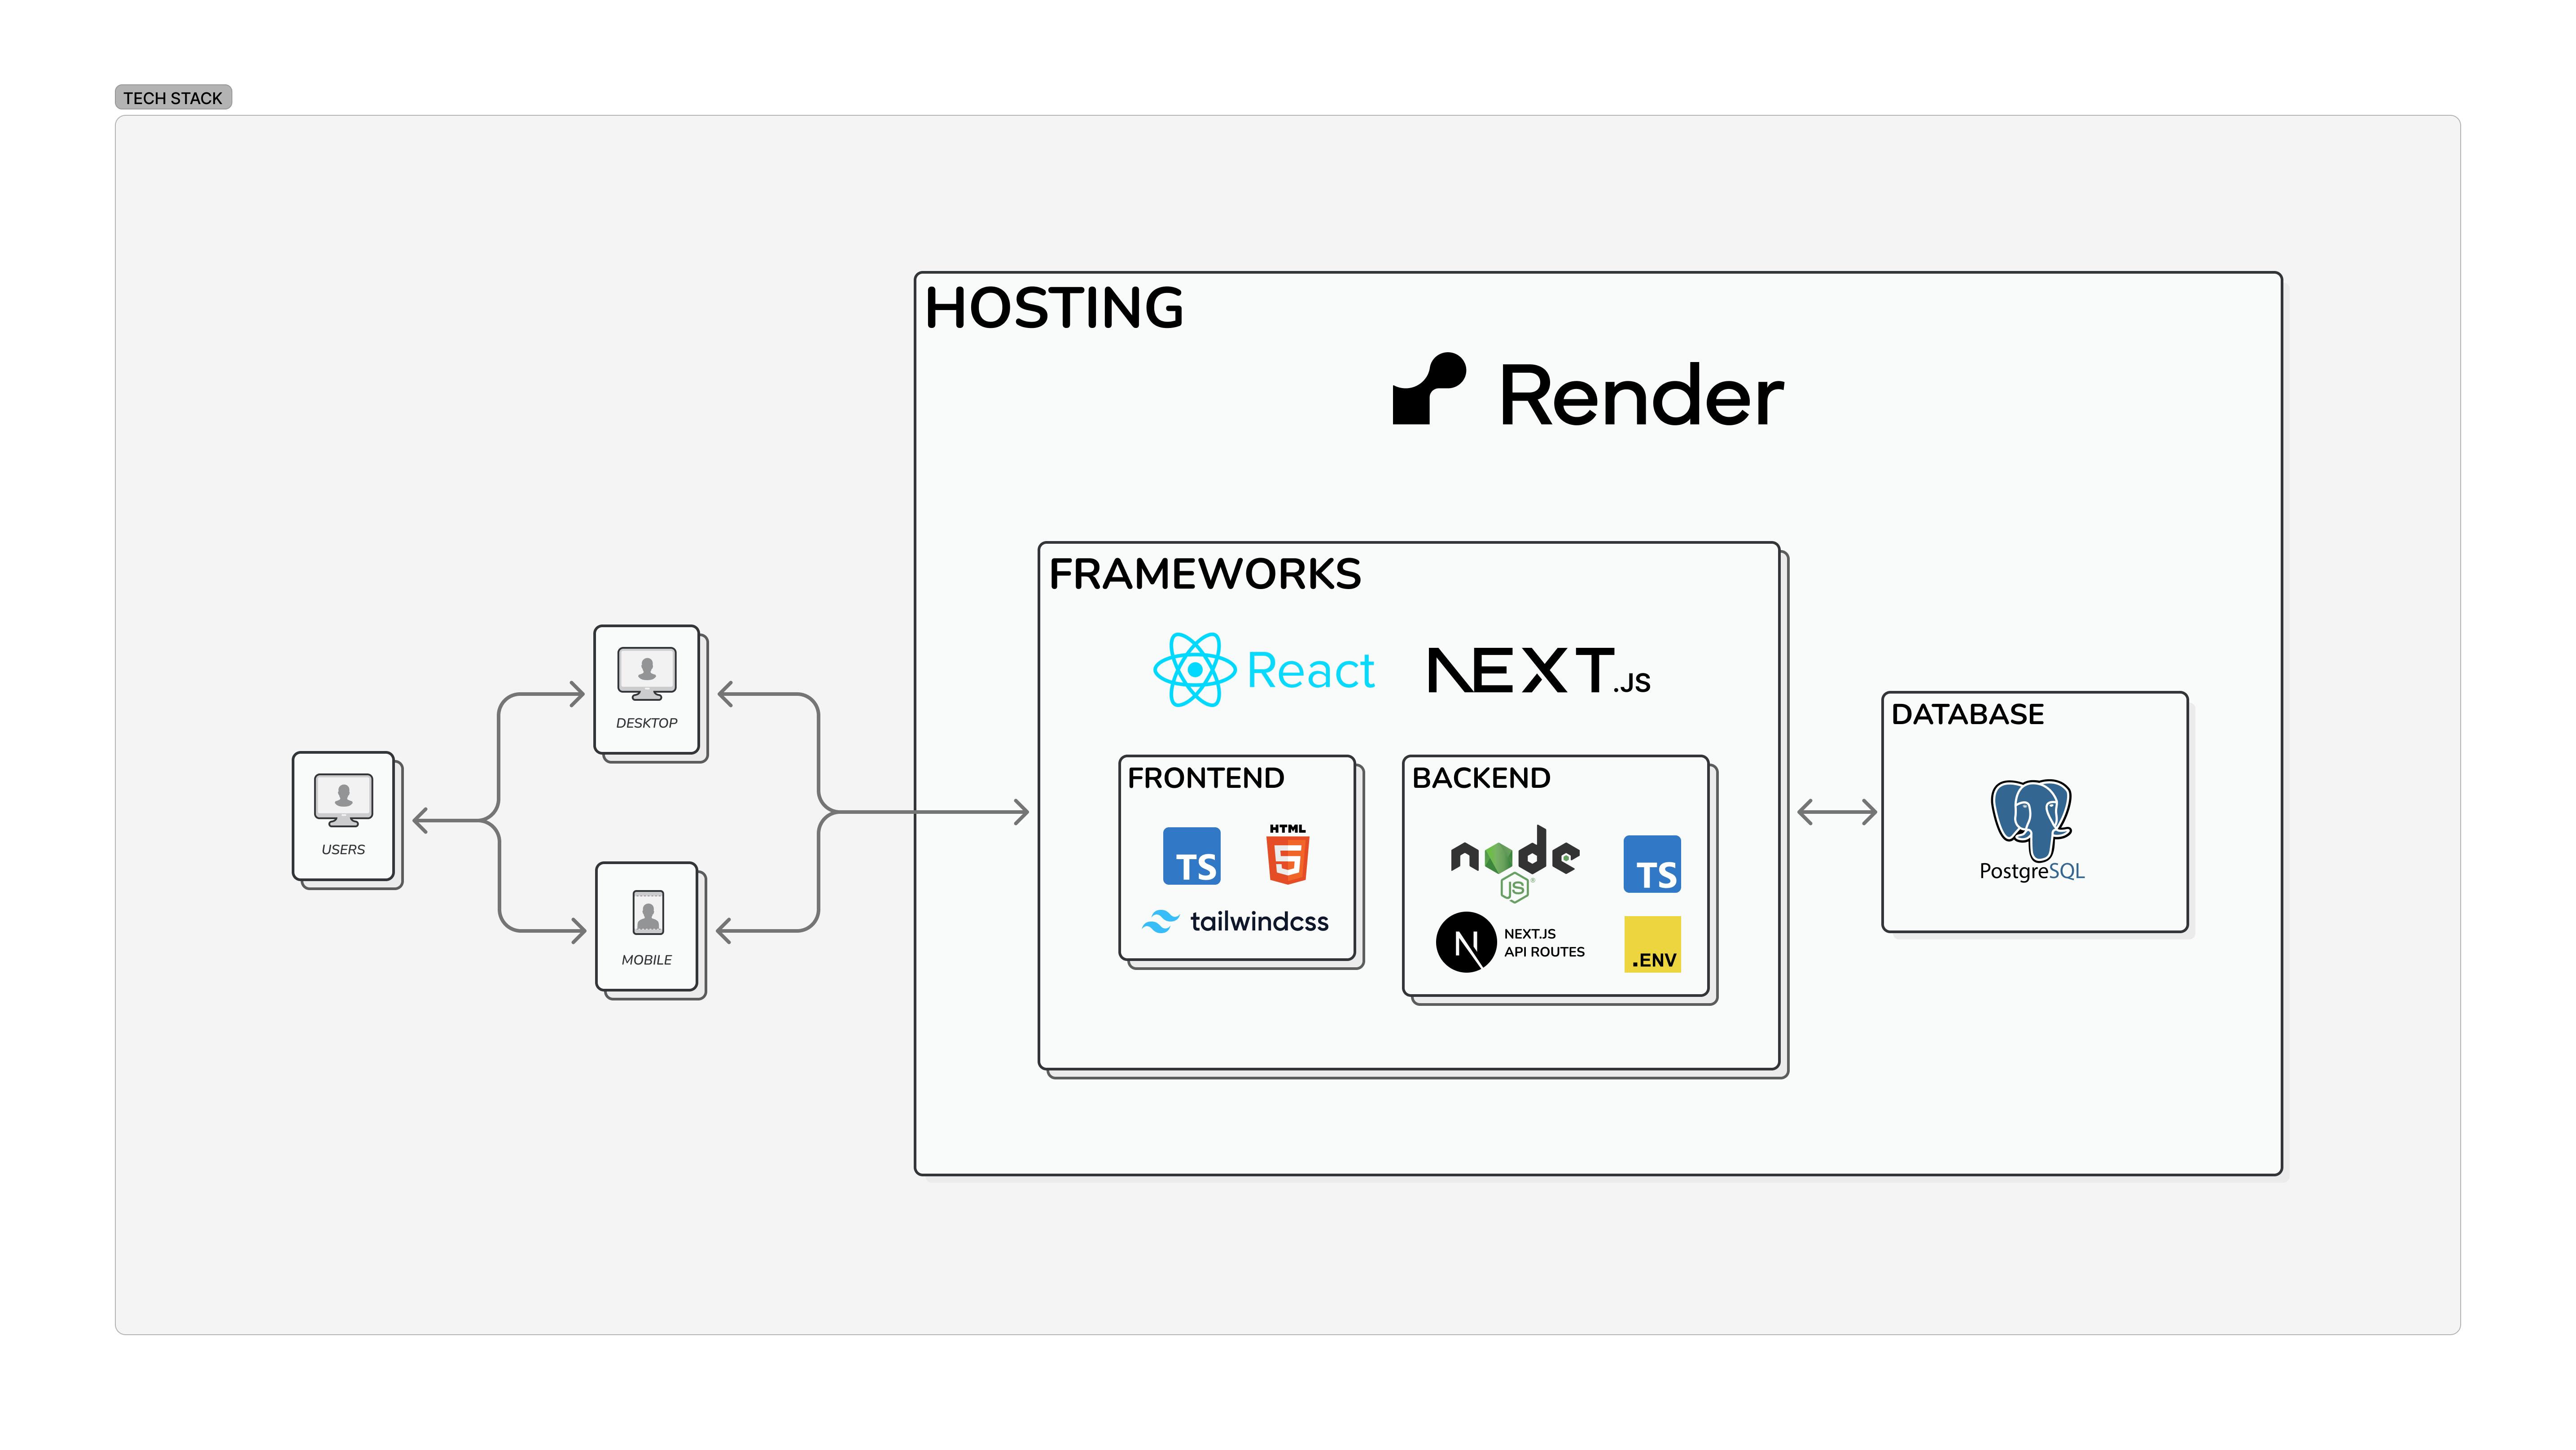 TECH STACK
HOSTING
Render
FRAMEWORKS
React
NEXT.JS
DESKTOP
USERS
MOBILE
FRONTEND
TS
HTML
5
tailwindcss
BACKEND
node
JS
®
TS
N
NEXT.JS
API ROUTES
.ENV
DATABASE
PostgreSQL